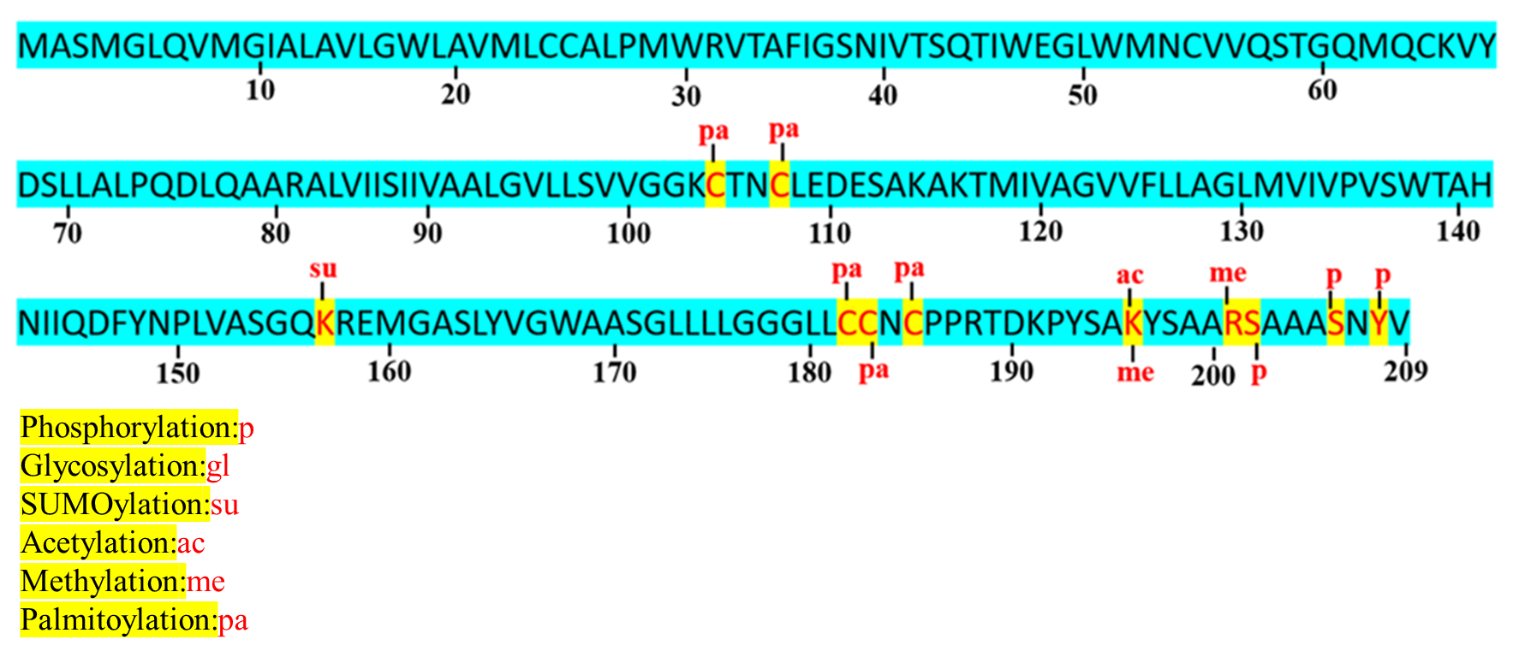 MASMGLQVMGIALAVLGWLAVMLCCALPMWRVTAFIGSNIVTSQTIWEGLWMNCVVQSTGQMQCKVY
10 20 30 40 50 60
pa pa
DSLLALPQDLQAARALVIISIIVAALGVLLSVVGGKCTNCLEDESAKAKTMIVAGVVFLLAGLMVIVPVSWTAH
70 80 90 100 110 120 130 140
su pa pa ac me p p
NIIQDFYNPLVASGQKREMGASLYVGWAASGLLLLGGGLLCCNCPPRTDKPYSAKYSAARSAAASNYV
150 160 170 180 pa 190 me 200 p 209
Phosphorylation:p
Glycosylation:gl
SUMOylation:su
Acetylation:ac
Methylation:me
Palmitoylation:pa